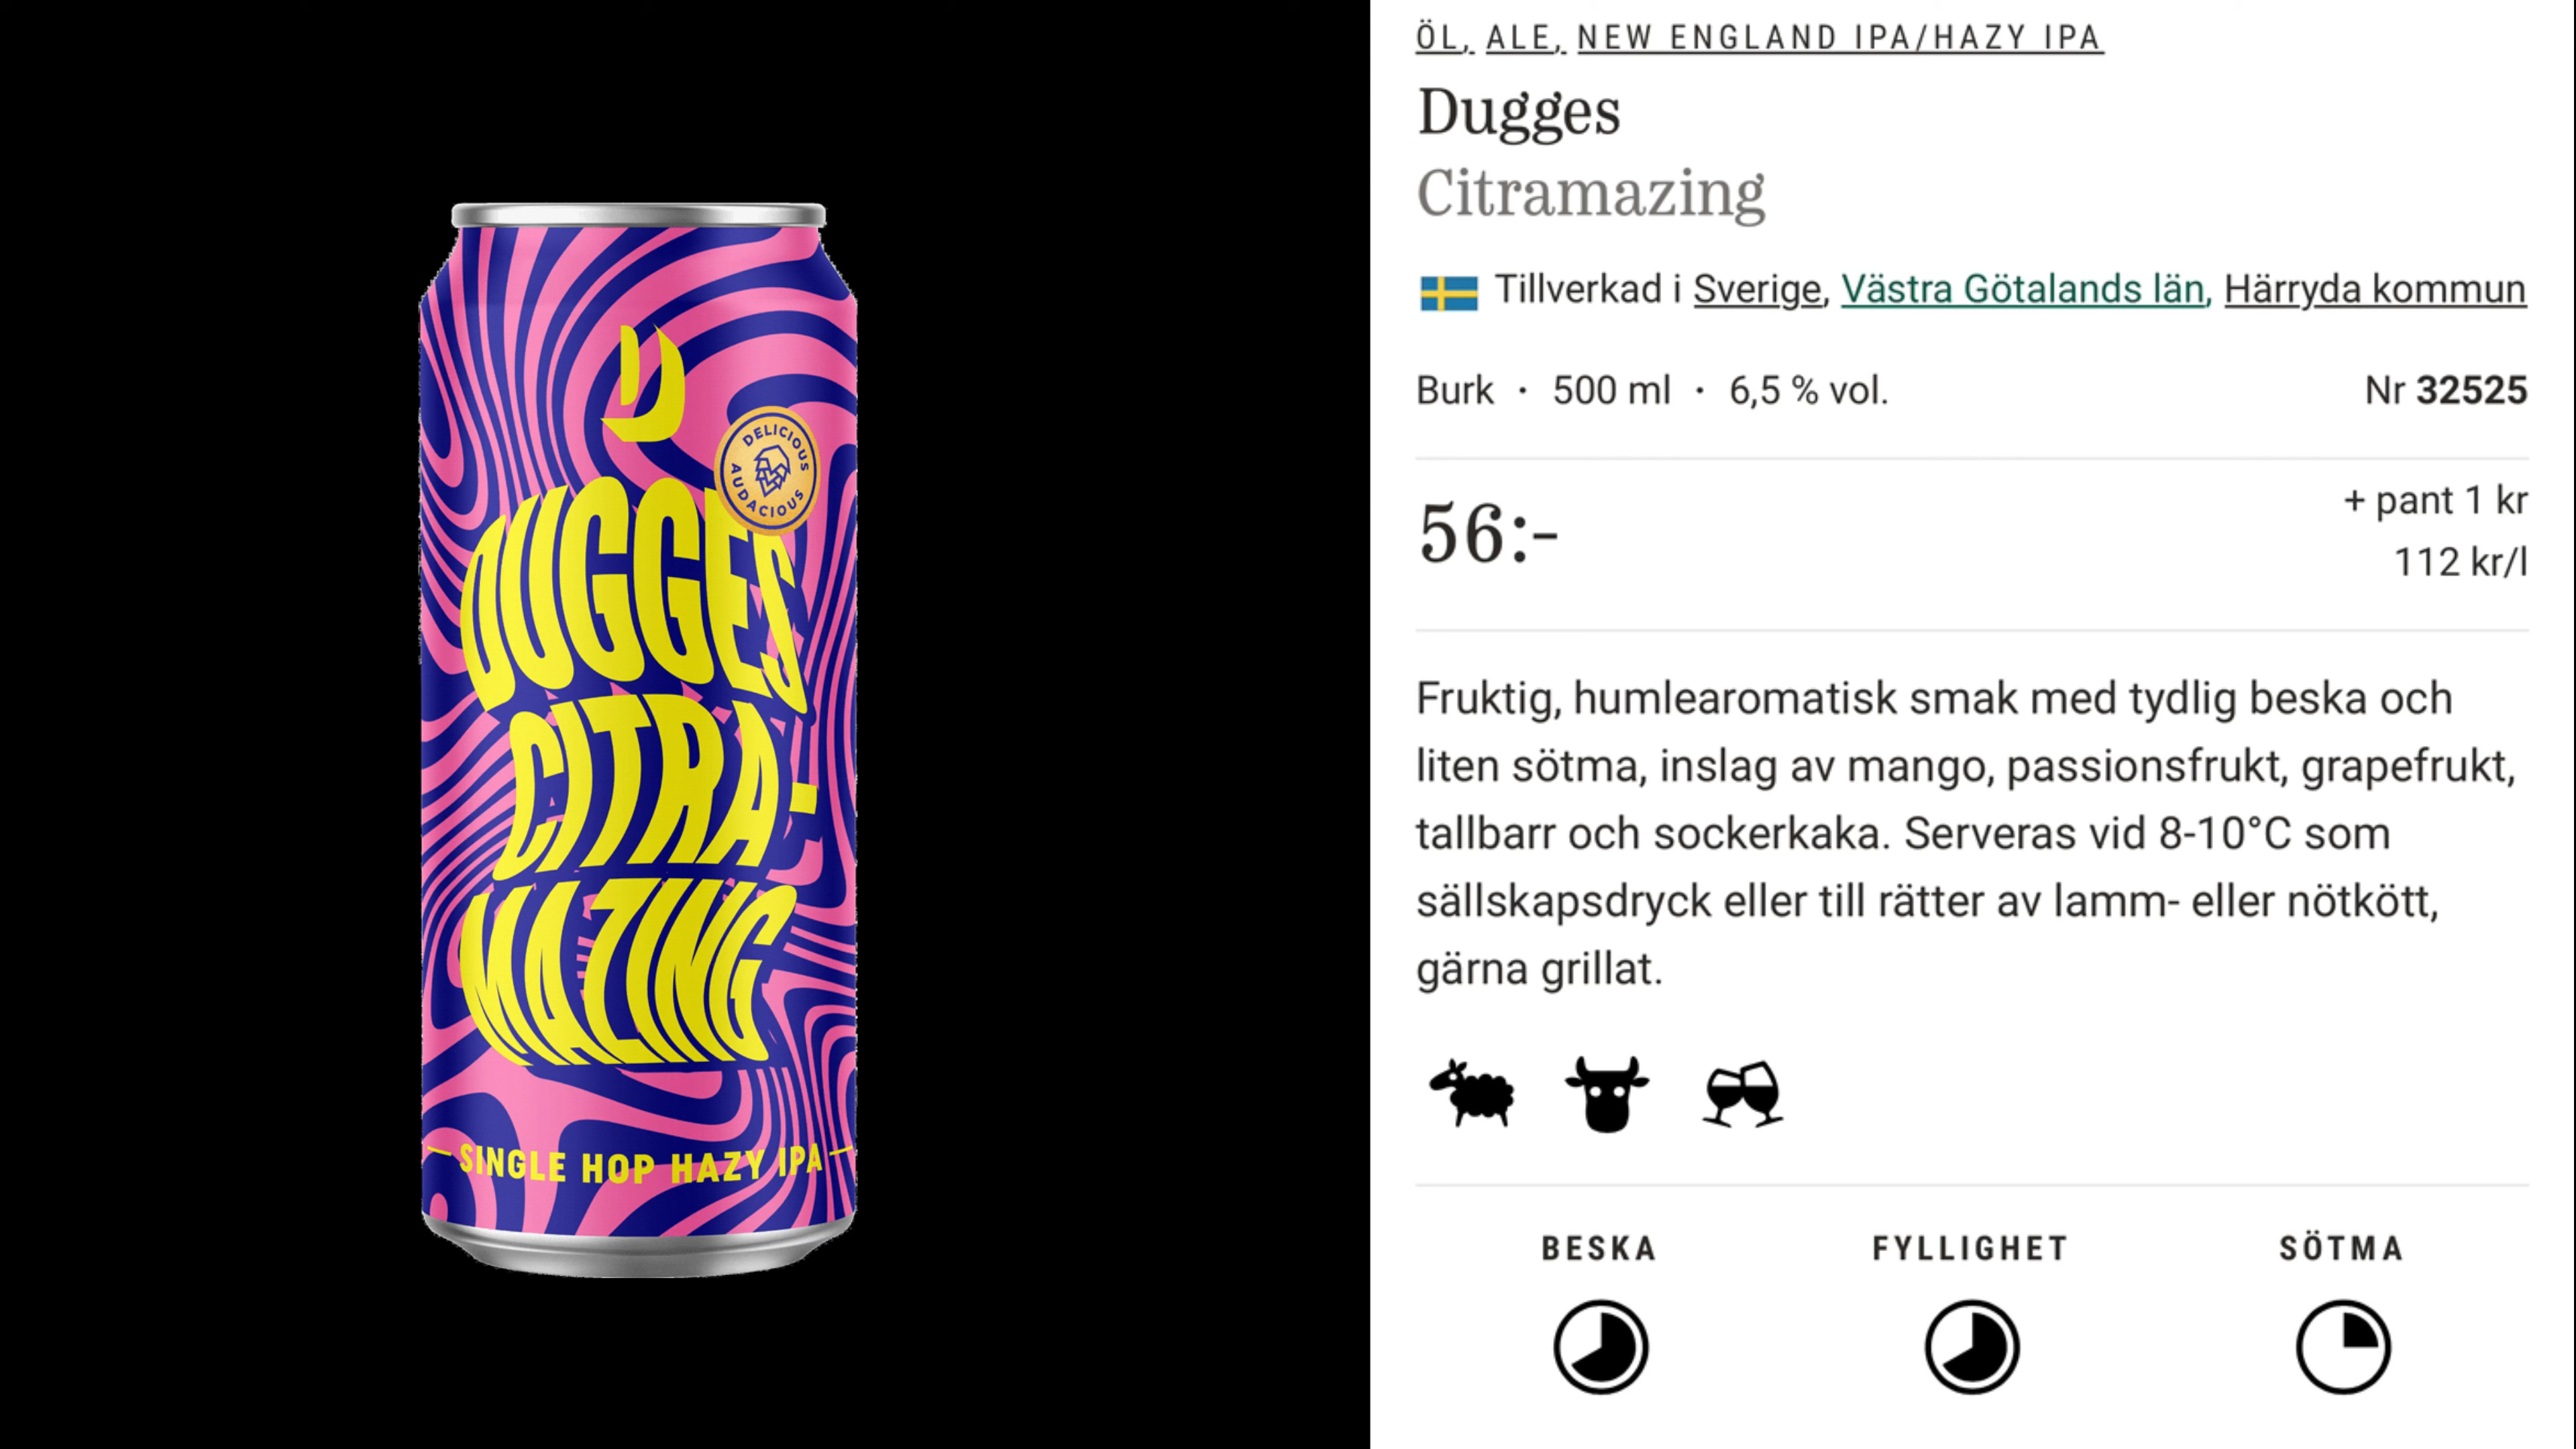 DELICIOUS
AUDACIOUS
DUGGES
CITRA-
MAZING
SINGLE HOP HAZY IPA
ÖL, ALE, NEW ENGLAND IPA/HAZY IPA
Dugges
Citramazing
Tillverkad i Sverige, Västra Götalands län, Härryda kommun
Burk · 500 ml · 6,5 % vol.
Nr 32525
56:-
+ pant 1 kr
112 kr/l
Fruktig, humlearomatisk smak med tydlig beska och
liten sötma, inslag av mango, passionsfrukt, grapefrukt,
tallbarr och sockerkaka. Serveras vid 8-10°C som
sällskapsdryck eller till rätter av lamm- eller nötkött,
gärna grillat.
BESKA
FYLLIGHET
SÖTMA